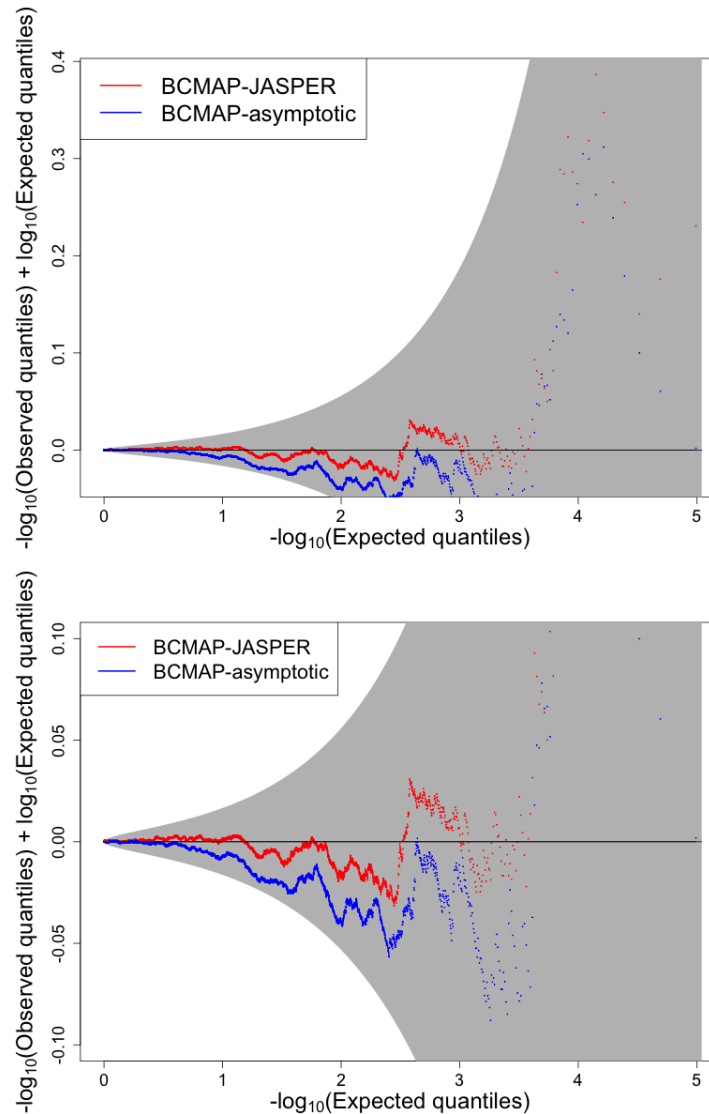 BCMAP-JASPER
BCMAP-asymptotic
-log10(Observed quantiles) + log10(Expected quantiles)
0.4
0.3
0.2
0.1
0.0
0 1 2 3 4 5
-log10(Expected quantiles)
BCMAP-JASPER
BCMAP-asymptotic
-log10(Observed quantiles) + log10(Expected quantiles)
0.10
0.05
0.00
-0.05
-0.10
0 1 2 3 4 5
-log10(Expected quantiles)